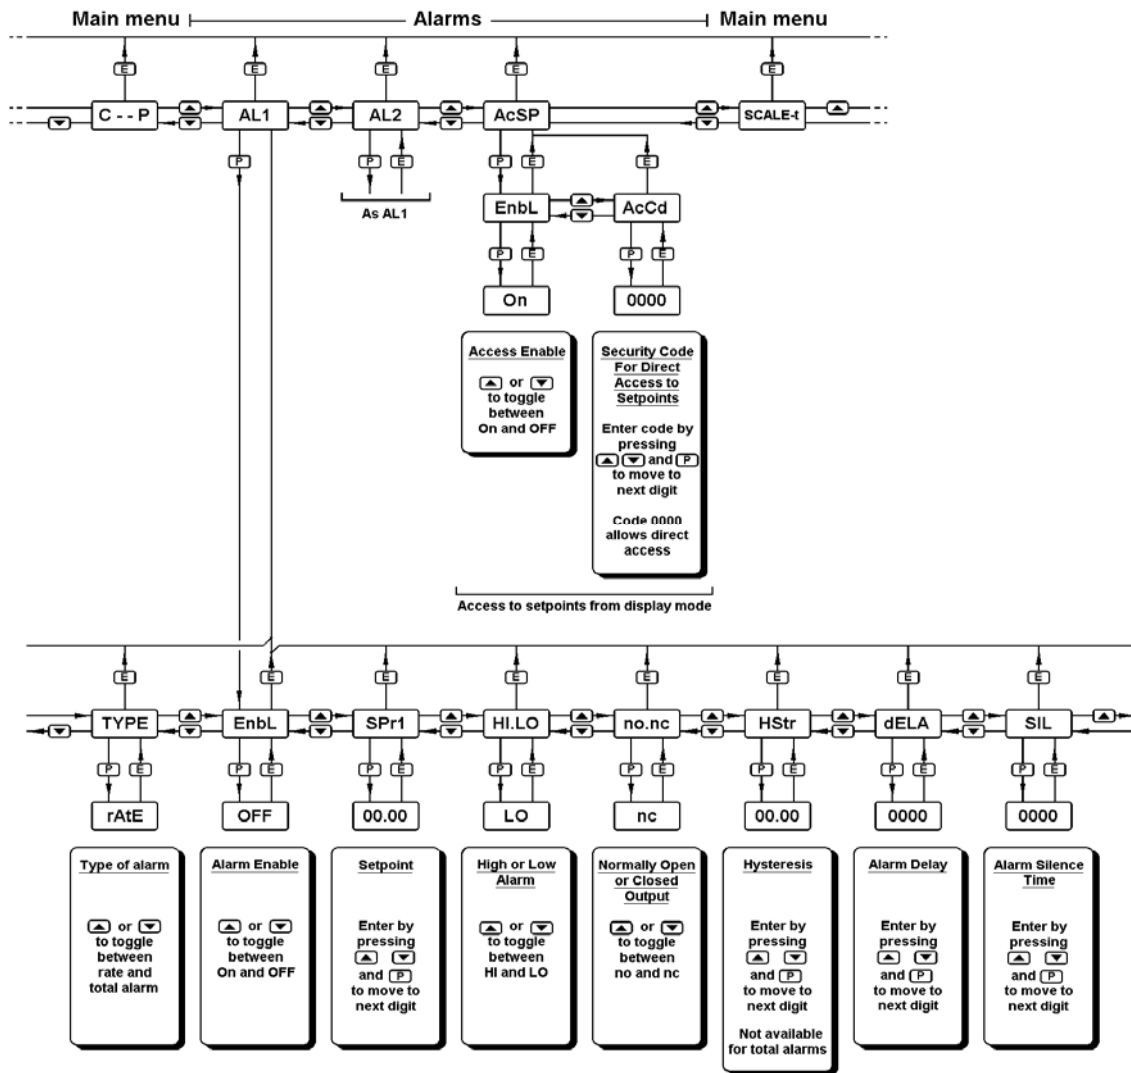 Main menu Alarms Main menu
E E E E E
C - - P AL1 AL2 AcSP SCALE-t
P P E P E E
As AL1
EnbL AcCd
P E P E
On 0000
Access Enable
or
to toggle
between
On and OFF
Security Code
For Direct
Access to
Setpoints
Enter code by
pressing
and P
to move to
next digit
Code 0000
allows direct
access
Access to setpoints from display mode
E E E E E E E E
TYPE EnbL SPr1 HI.LO no.nc HStr dELA SIL
P E P E P E P E P E P E P E P E
rAtE OFF 00.00 LO nc 00.00 0000 0000
Type of alarm
or
to toggle
between
rate and
total alarm
Alarm Enable
or
to toggle
between
On and OFF
Setpoint
Enter by
pressing
and P
to move to
next digit
High or Low
Alarm
or
to toggle
between
HI and LO
Normally Open
or Closed
Output
or
to toggle
between
no and nc
Hysteresis
Enter by
pressing
and P
to move to
next digit
Not available
for total alarms
Alarm Delay
Enter by
pressing
and P
to move to
next digit
Alarm Silence
Time
Enter by
pressing
and P
to move to
next digit